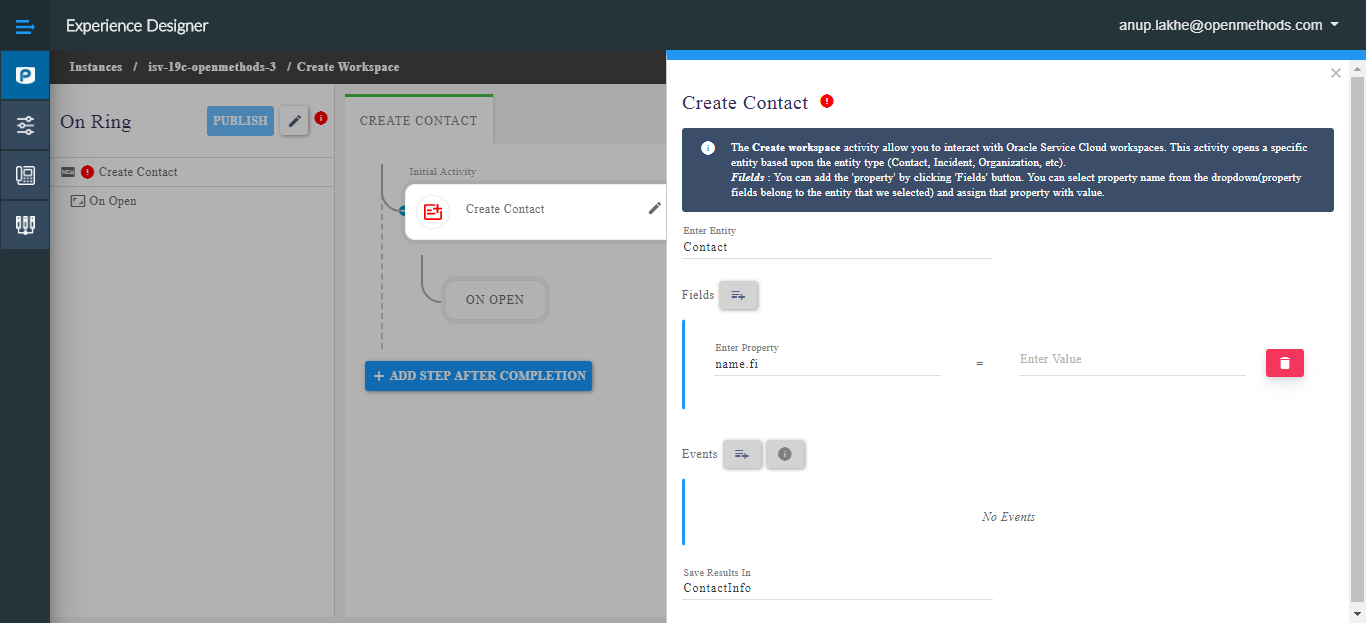 Experience Designer
anup.lakhe@openmethods.com
Instances / isv-19c-openmethods-3 / Create Workspace
On Ring
PUBLISH
NEW Create Contact
On Open
CREATE CONTACT
Initial Activity
Create Contact
ON OPEN
+ ADD STEP AFTER COMPLETION
Create Contact
The Create workspace activity allow you to interact with Oracle Service Cloud workspaces. This activity opens a specific
entity based upon the entity type (Contact, Incident, Organization, etc).
Filelds : You can add the 'property' by clicking 'Fields' button. You can select property name from the dropdown(property
fields belong to the entity that we selected) and assign that property with value.
Enter Entity
Contact
Fields
Enter Property
name.fi
=
Enter Value
Events
No Events
Save Results In
ContactInfo